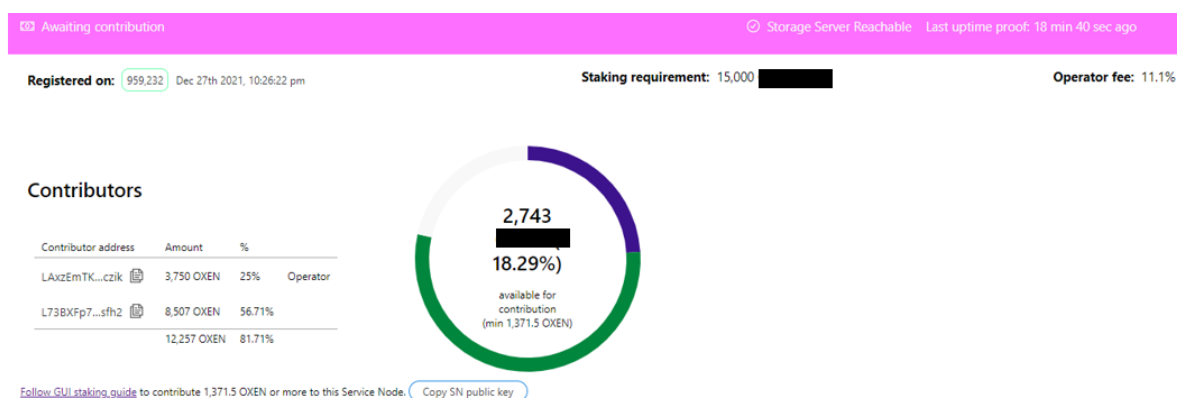 Awaiting contribution
Storage Server Reachable Last uptime proof: 18 min 40 sec ago
Registered on: 959,232 Dec 27th 2021, 10:26:22 pm
Staking requirement: 15,000
Operator fee: 11.1%
Contributors
Contributor address Amount %
LAxzEmTK...czik 3,750 OXEN 25% Operator
L73BXFp7...sfh2 8,507 OXEN 56.71%
12,257 OXEN 81.71%
2,743
18.29%)
available for
contribution
(min 1,371.5 OXEN)
Follow GUI staking guide to contribute 1,371.5 OXEN or more to this Service Node. Copy SN public key